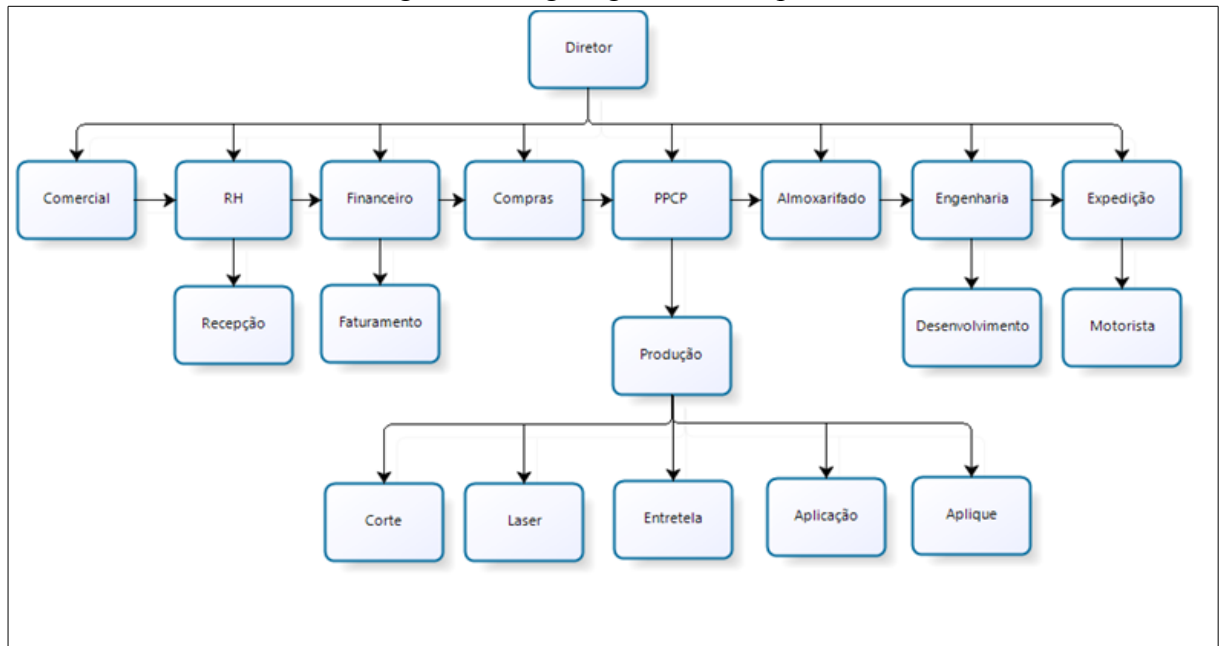 Diretor
Comercial
RH
Financeiro
Compras
PPCP
Almoxarifado
Engenharia
Expedição
Recepção
Faturamento
Desenvolvimento
Motorista
Produção
Corte
Laser
Entretela
Aplicação
Aplique